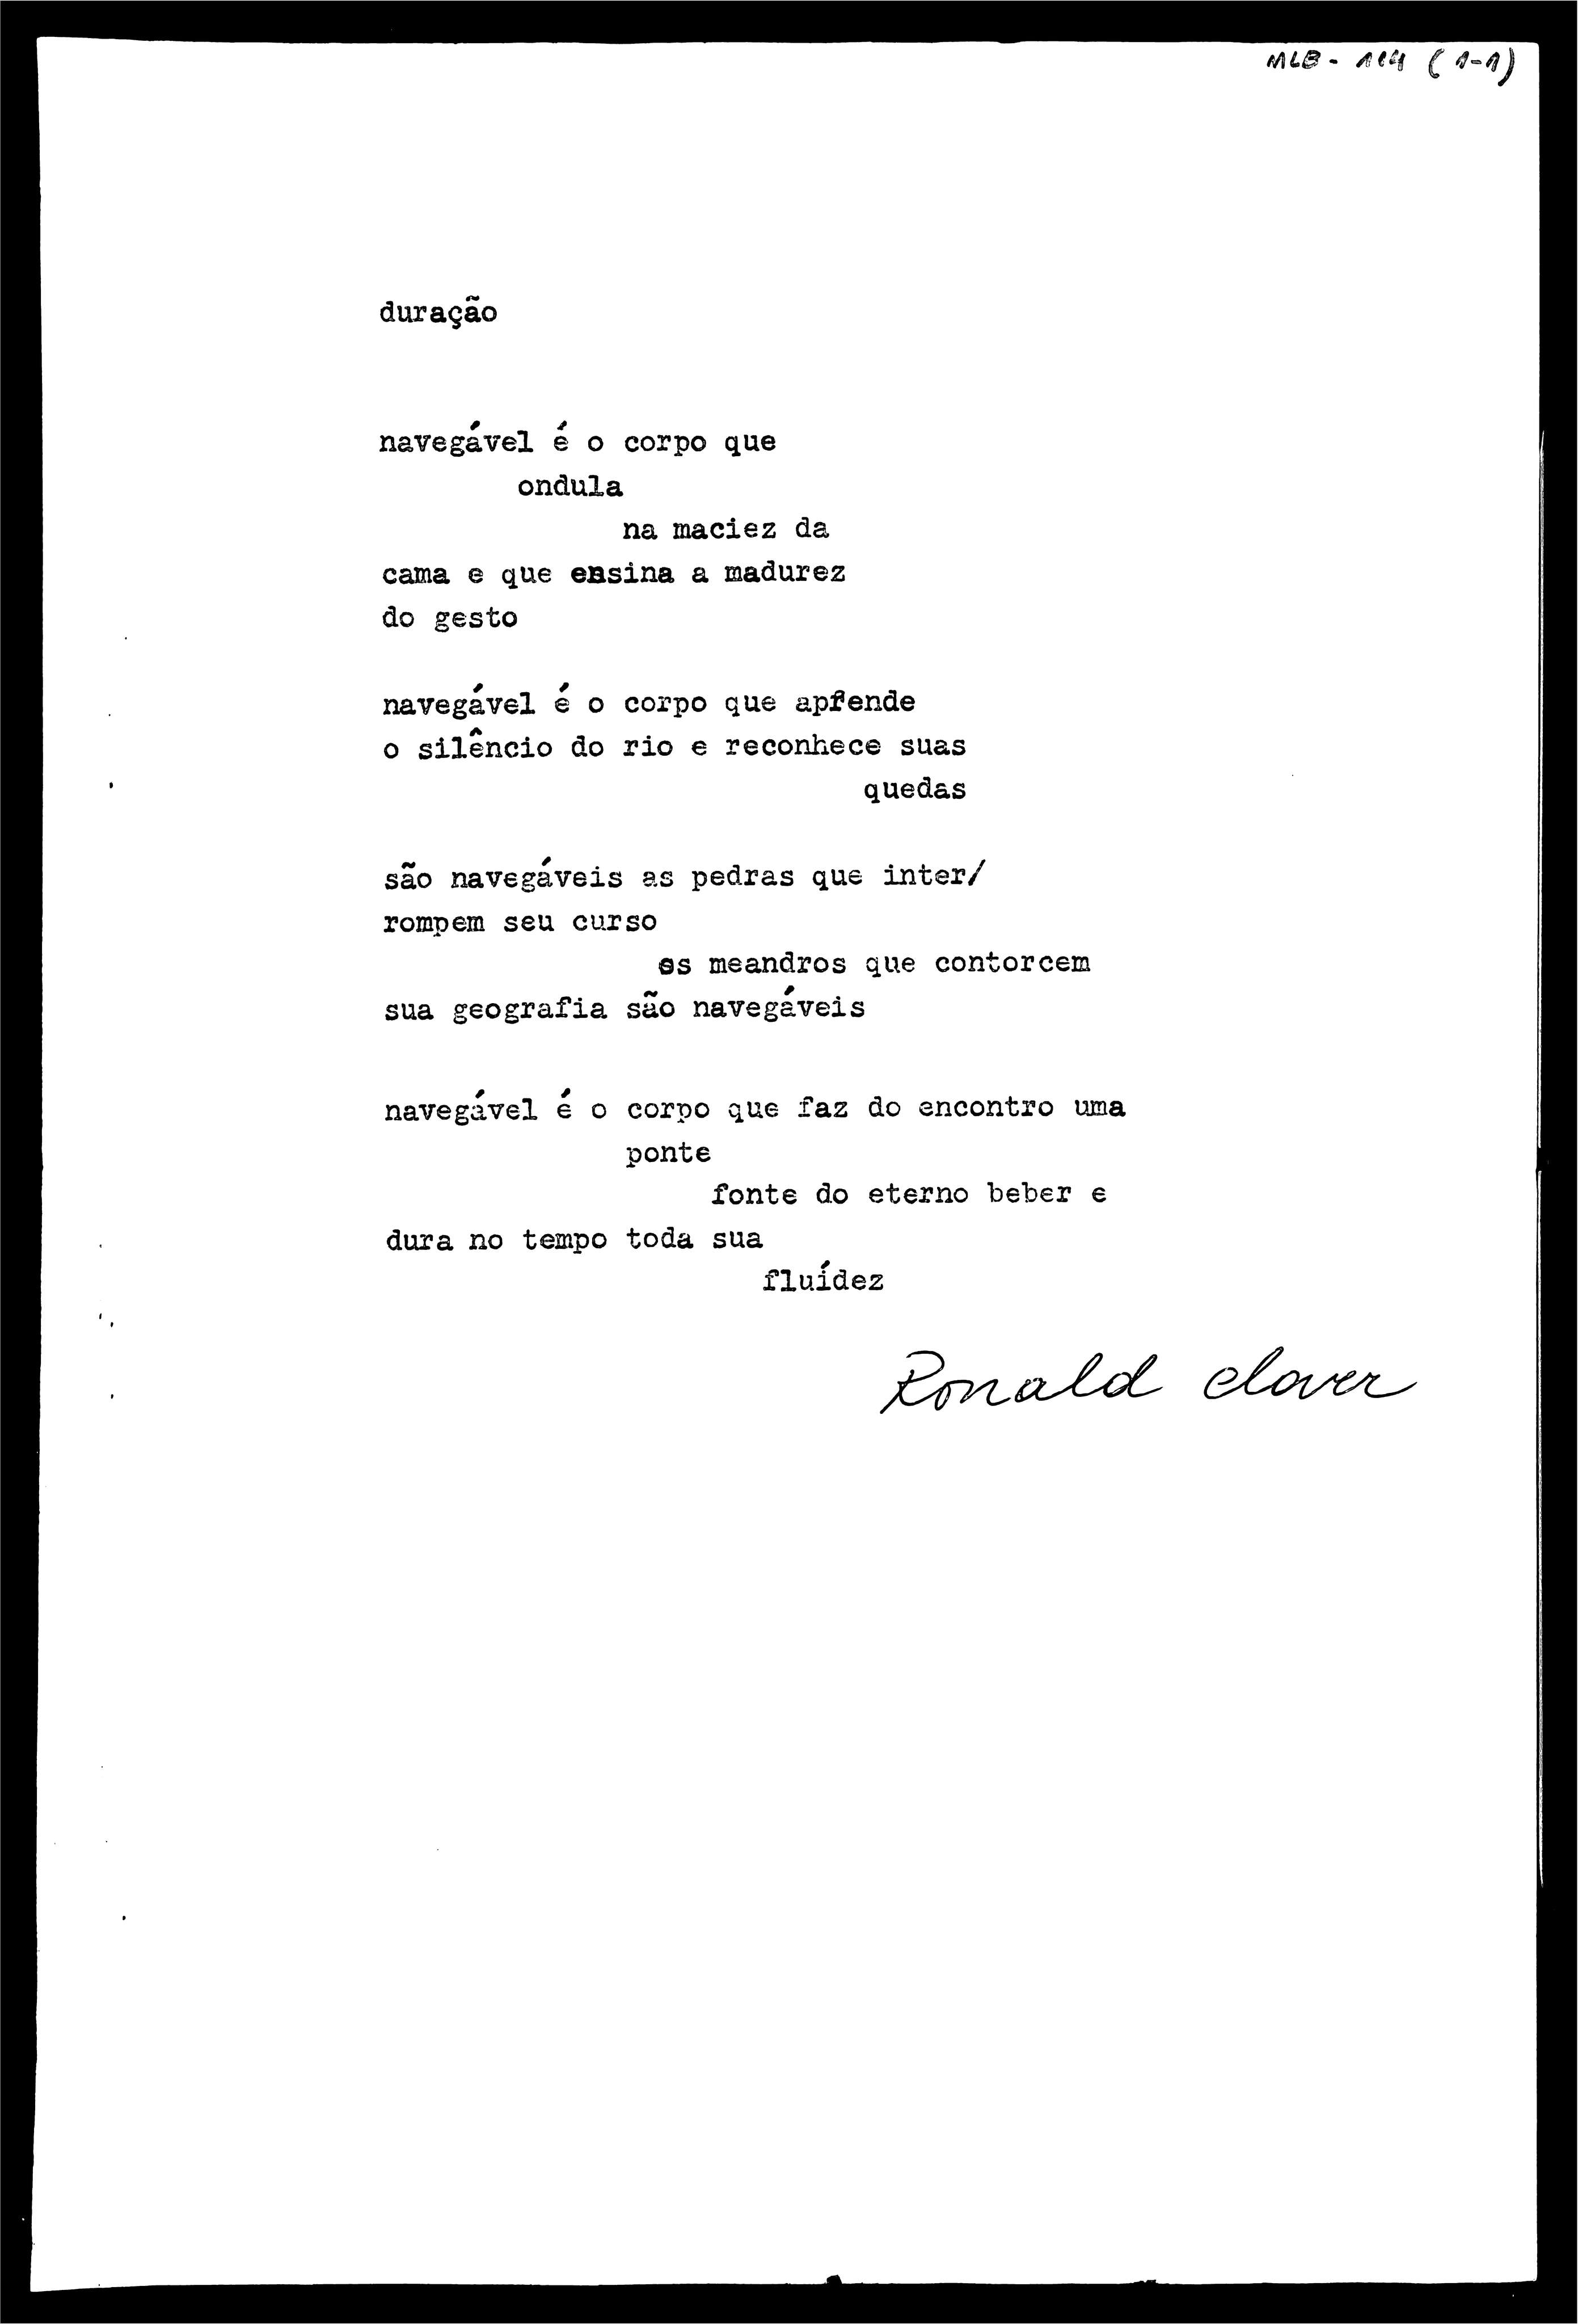 MLB - 114 (1-1)
duração
navegável é o corpo que
ondula
na maciez da
cama e que ensina a madurez
do gesto
navegável é o corpo que aprende
o silêncio do rio e reconhece suas
quedas
são navegáveis as pedras que inter/
rompem seu curso
os meandros que contorcem
sua geografia são navegáveis
navegável é o corpo que faz do encontro uma
ponte
fonte do eterno beber e
dura no tempo toda sua
fluídez
Ronald claver